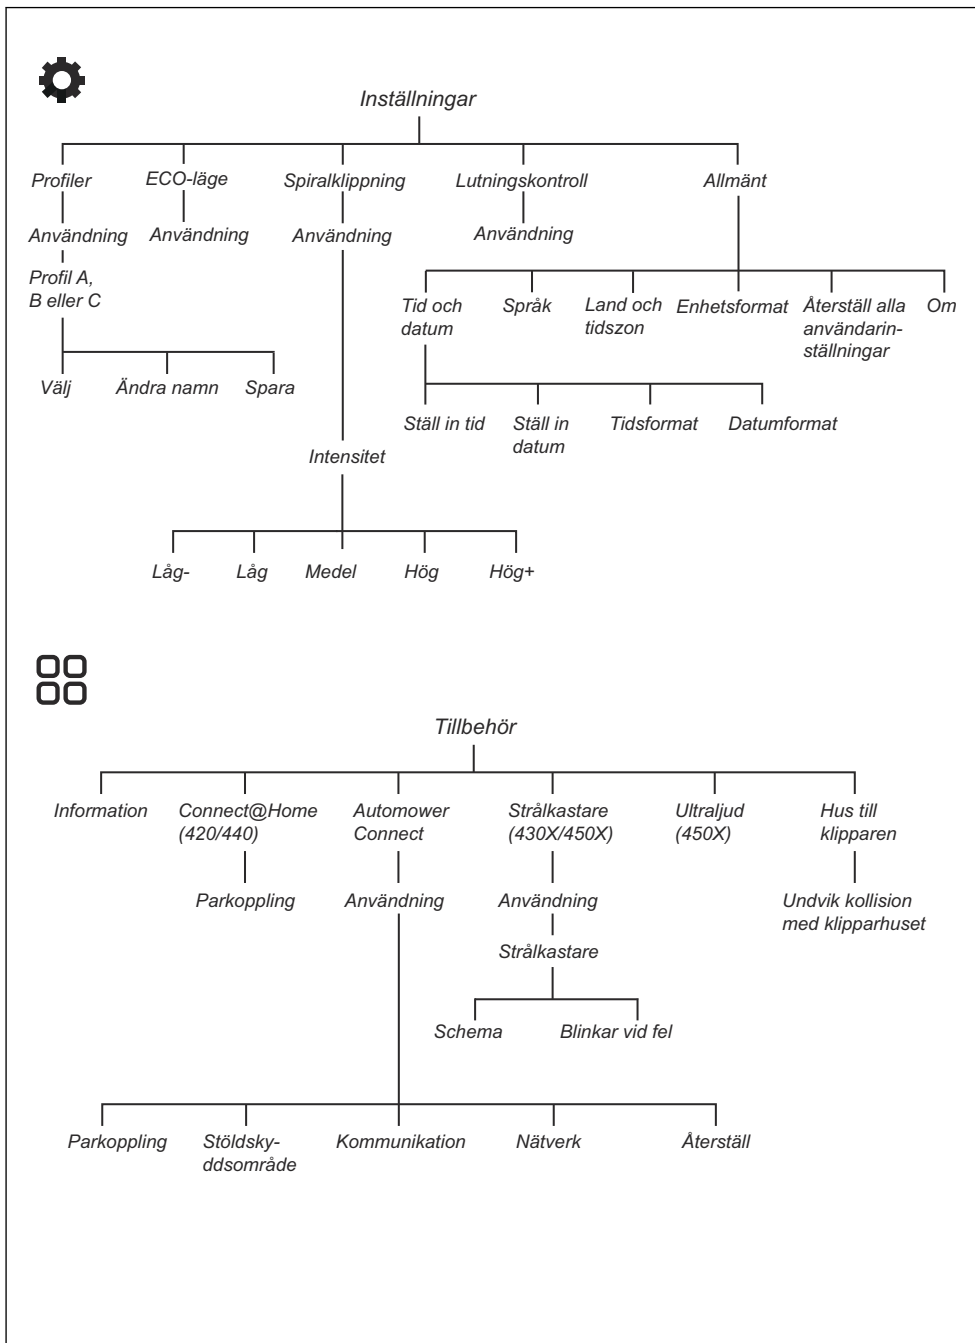 Inställningar
Profiler
ECO-läge
Spiralklippning
Lutningskontroll
Allmänt
Användning
Användning
Användning
Användning
Profil A,
B eller C
Tid och
datum
Språk
Land och
tidszon
Enhetsformat
Återställ alla
användarin-
ställningar
Om
Välj
Ändra namn
Spara
Ställ in tid
Ställ in
datum
Tidsformat
Datumformat
Intensitet
Låg-
Låg
Medel
Hög
Hög+
Tillbehör
Information
Connect@Home
(420/440)
Automower
Connect
Strålkastare
(430X/450X)
Ultraljud
(450X)
Hus till
klipparen
Parkoppling
Användning
Användning
Undvik kollision
med klipparhuset
Strålkastare
Schema
Blinkar vid fel
Parkoppling
Stöldsky-
ddsområde
Kommunikation
Nätverk
Återställ